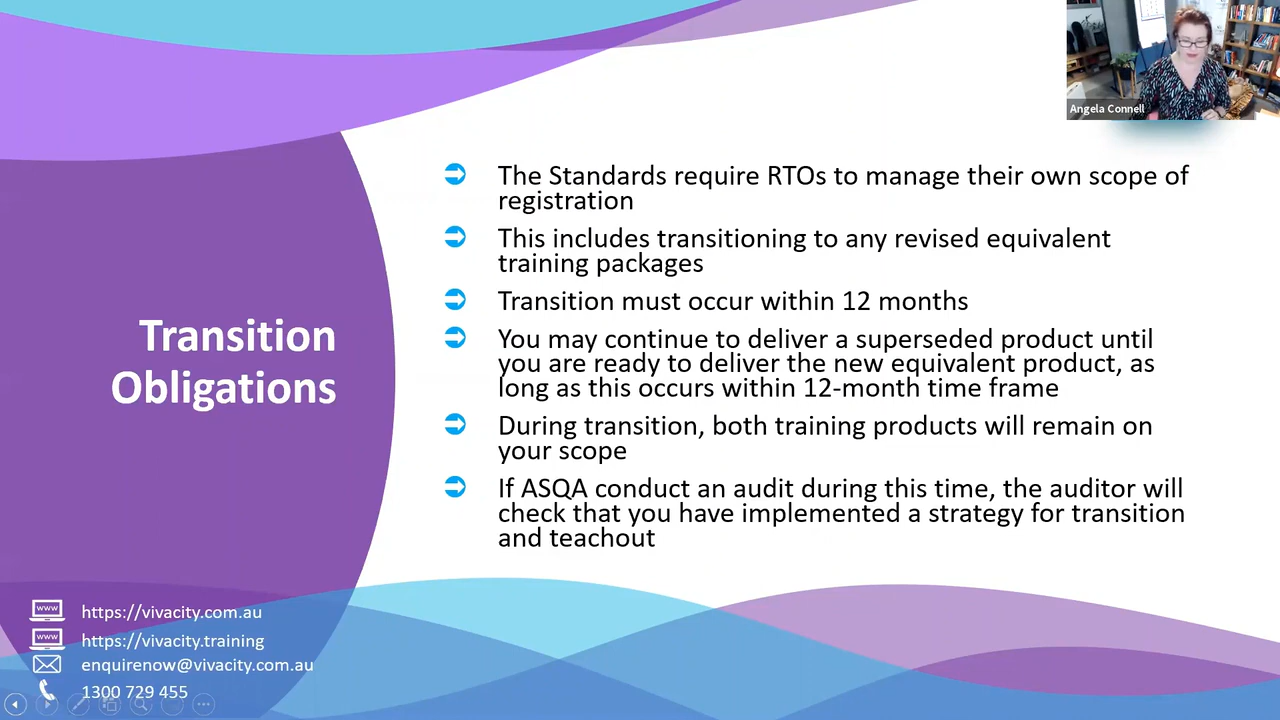 Angela Connell
Transition
Obligations
The Standards require RTOs to manage their own scope of
registration
This includes transitioning to any revised equivalent
training packages
Transition must occur within 12 months
You may continue to deliver a superseded product until
you are ready to deliver the new equivalent product, as
long as this occurs within 12-month time frame
During transition, both training products will remain on
your scope
If ASQA conduct an audit during this time, the auditor will
check that you have implemented a strategy for transition
and teachout
www https://vivacity.com.au
www https://vivacity.training
enquirenow@vivacity.com.au
1300 729 455